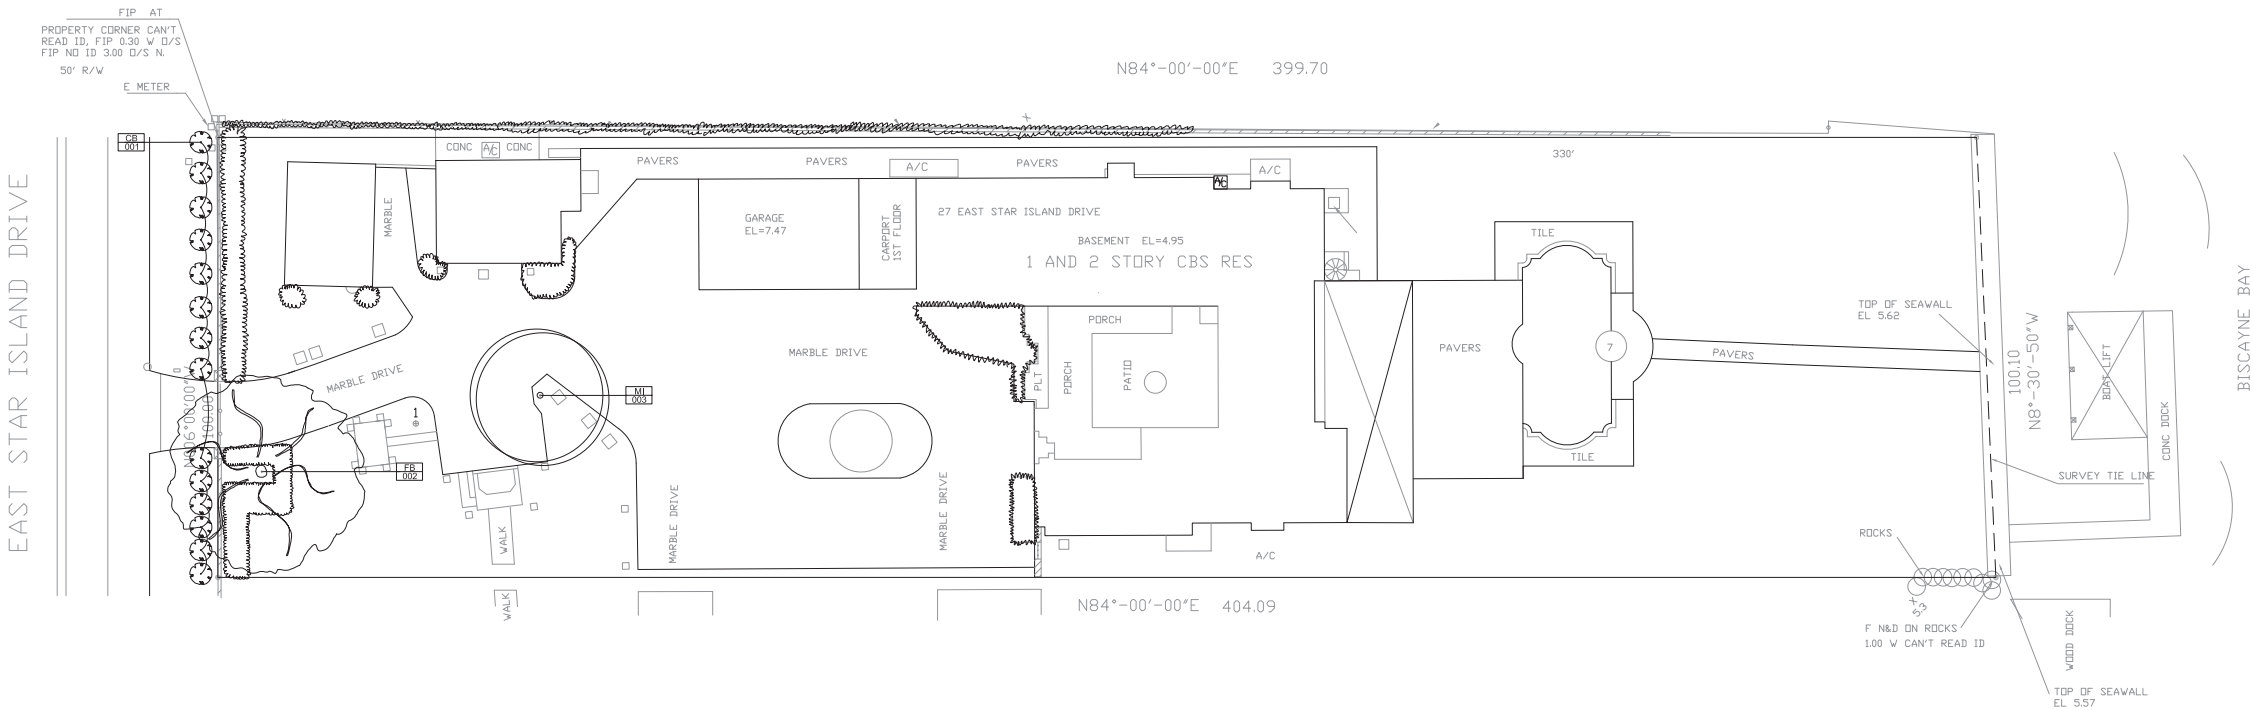 FIP AT
PROPERTY CORNER CAN'T
READ ID, FIP 0.30 W O/S
FIP NO ID 3.00 O/S N.
50' R/W
E METER
N84°-00'-00"E 399.70
CB
001
CONC
A/C
CONC
PAVERS
PAVERS
A/C
PAVERS
A/C
A/C
330'
EAST STAR ISLAND DRIVE
MARBLE
GARAGE
EL=7.47
CARPORT
1ST FLOOR
27 EAST STAR ISLAND DRIVE
BASEMENT EL=4.95
1 AND 2 STORY CBS RES
TILE
TOP OF SEAWALL
EL 5.62
BISCAYNE BAY
PORCH
MARBLE DRIVE
PAVERS
7
PAVERS
100.10
N8°-30'-50"W
BOAT LIFT
MARBLE DRIVE
PLT
PORCH
PATIO
MI
003
N06°00'00"
100.06
1
CONC DOCK
TILE
FB
002
SURVEY TIE LINE
MARBLE DRIVE
MARBLE DRIVE
WALK
A/C
ROCKS
WALK
N84°-00'-00"E 404.09
5.3
F N&D ON ROCKS
1.00 W CAN'T READ ID
WOOD DOCK
TOP OF SEAWALL
EL 5.57